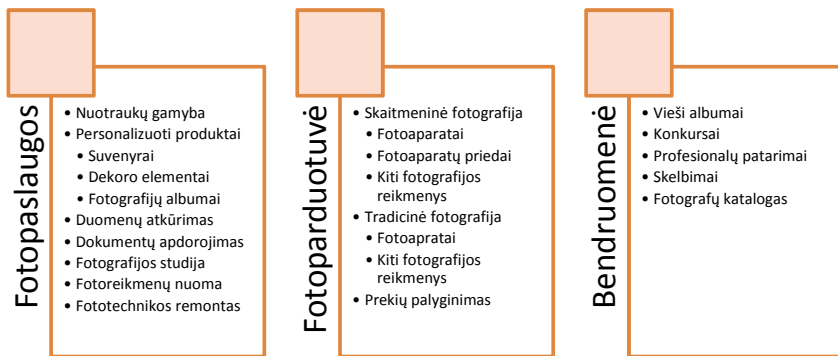 Fotopaslaugos
• Nuotraukų gamyba
• Personalizuoti produktai
• Suvenyrai
• Dekoro elementai
• Fotografijų albumai
• Duomenų atkūrimas
• Dokumentų apdorojimas
• Fotografijos studija
• Fotoreikmenų nuoma
• Fototechnikos remontas
Fotoparduotuvė
• Skaitmeninė fotografija
• Fotoaparatai
• Fotoaparatų priedai
• Kiti fotografijos
reikmenys
• Tradicinė fotografija
• Fotoapratai
• Kiti fotografijos
reikmenys
• Prekių palyginimas
Bendruomenė
• Vieši albumai
• Konkursai
• Profesionalų patarimai
• Skelbimai
• Fotografų katalogas